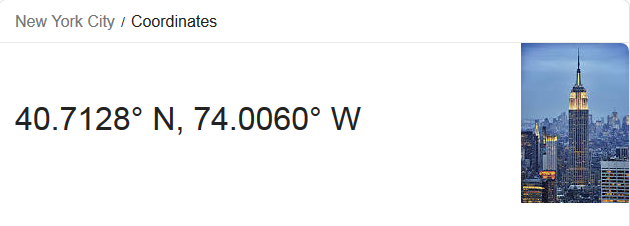 New York City / Coordinates
40.7128° N, 74.0060° W